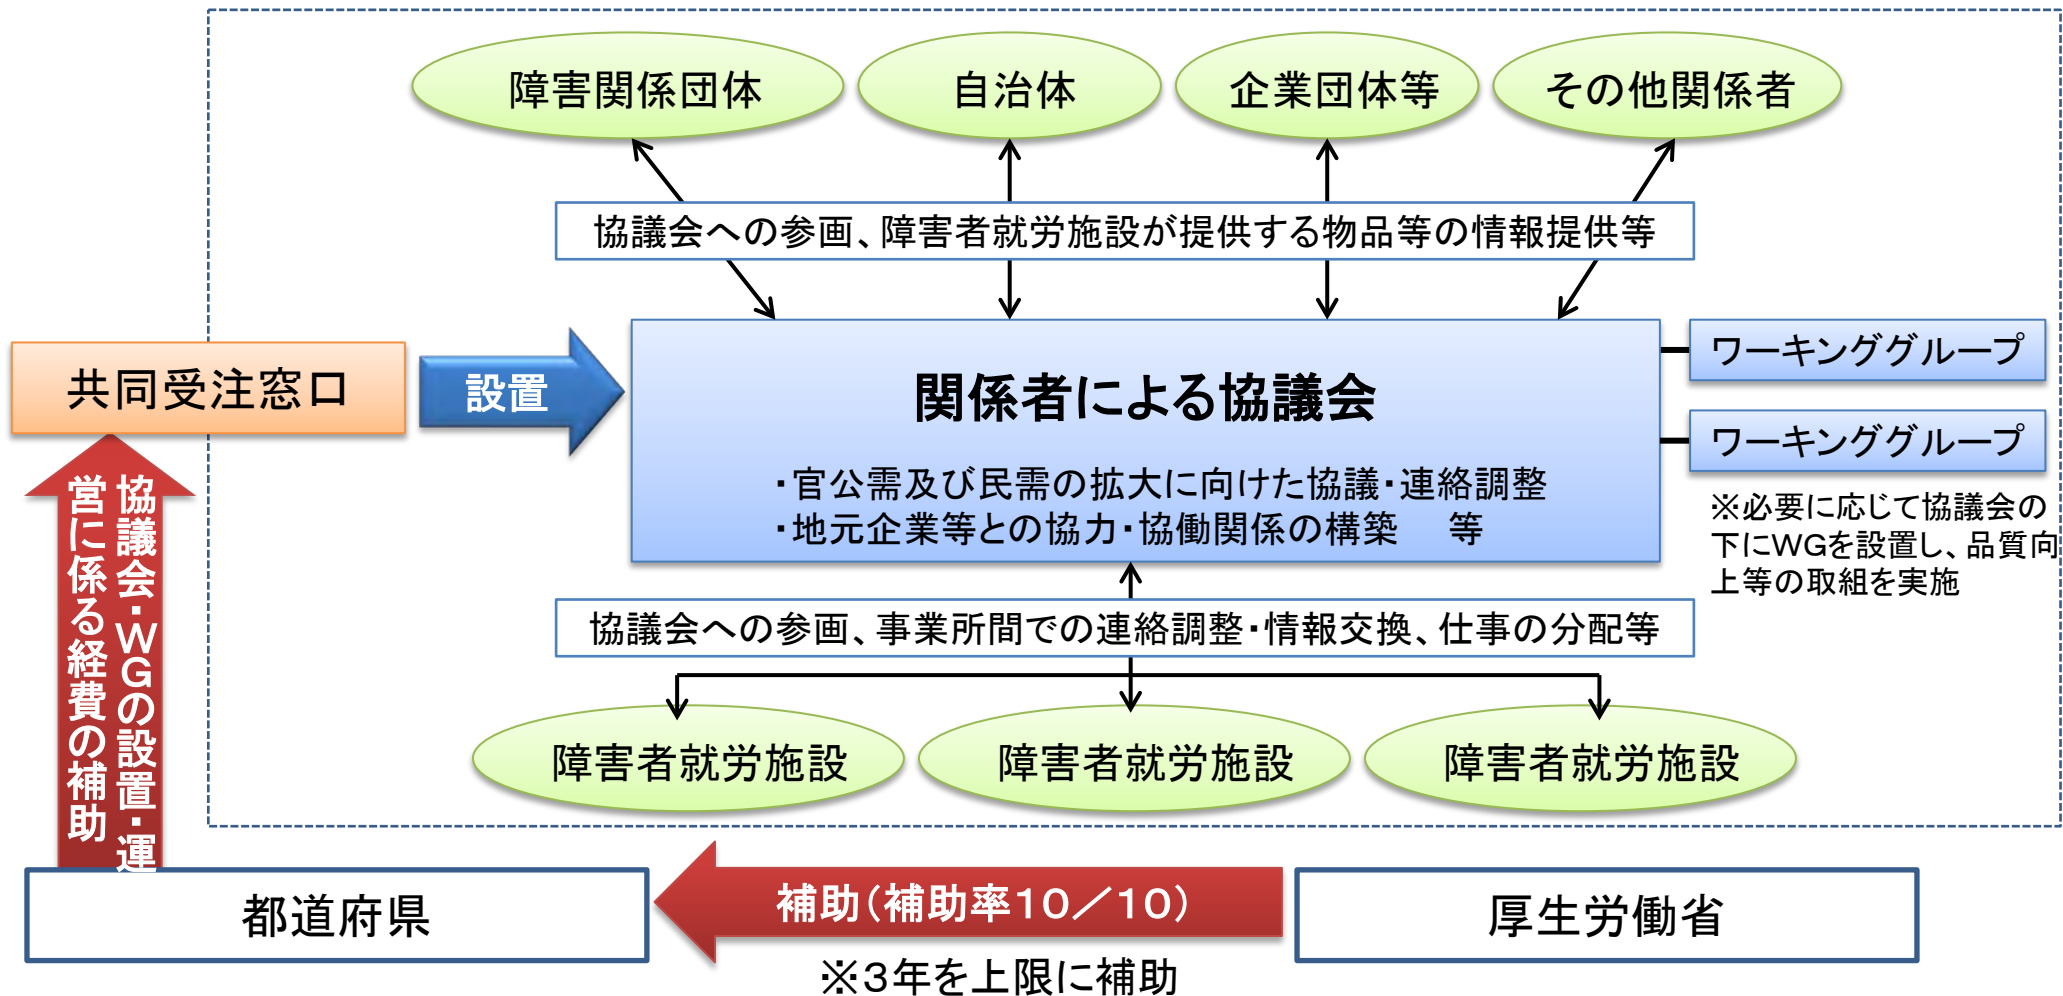 障害関係団体
自治体
企業団体等
その他関係者
協議会への参画、障害者就労施設が提供する物品等の情報提供等
共同受注窓口
設置
関係者による協議会
・官公需及び民需の拡大に向けた協議・連絡調整
・地元企業等との協力・協働関係の構築　等
ワーキンググループ
ワーキンググループ
※必要に応じて協議会の
下にWGを設置し、品質向
上等の取組を実施
協議会への参画、事業所間での連絡調整・情報交換、仕事の分配等
障害者就労施設
障害者就労施設
障害者就労施設
協議会・WGの設置・運
営に係る経費の補助
都道府県
補助（補助率１０／１０）
厚生労働省
※３年を上限に補助